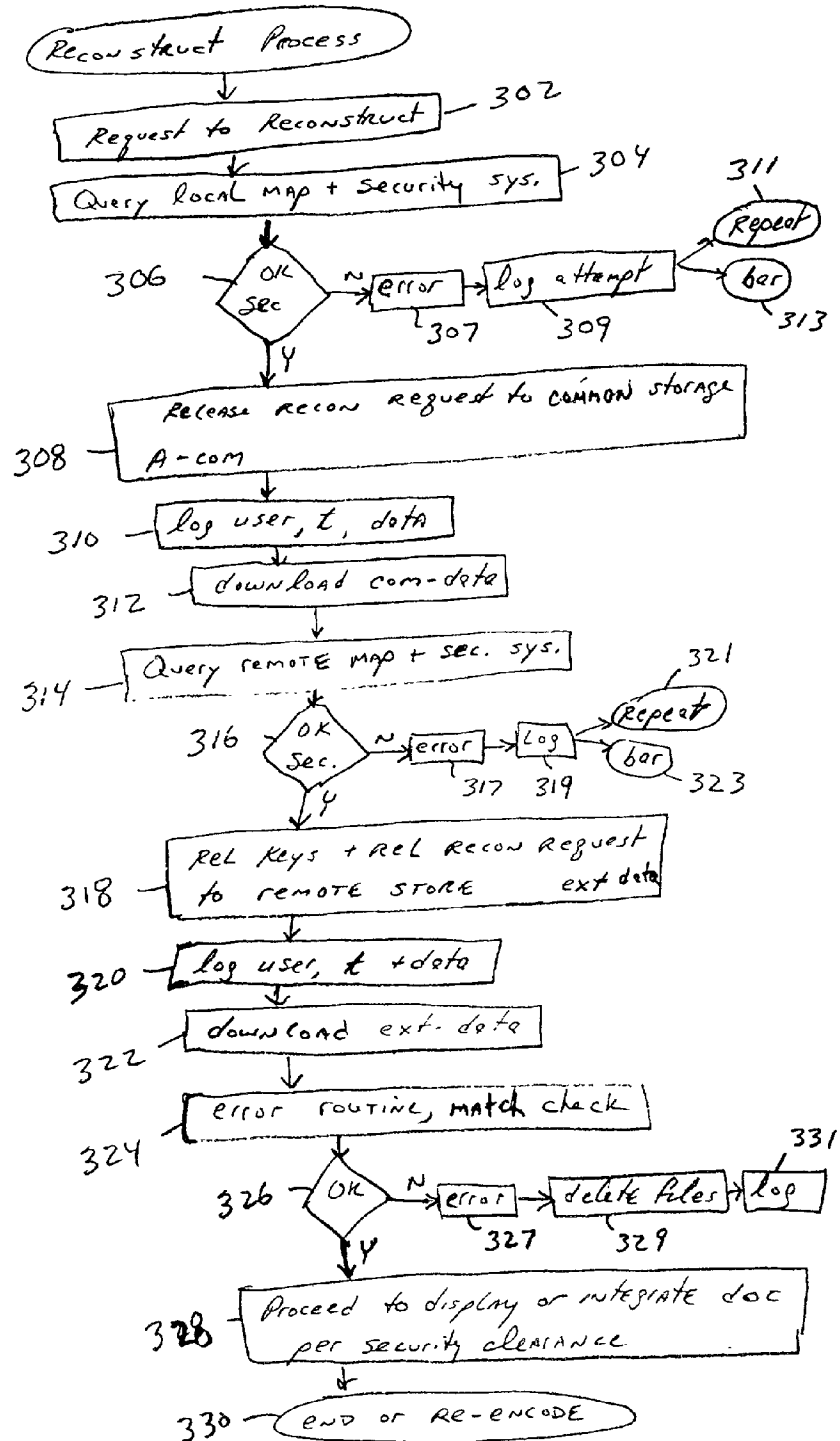 Reconstruct Process
Request to Reconstruct
302
Query local MAP + security sys.
304
306
OK
sec
N
error
307
log attempt
309
Repeat
311
bar
313
Y
Release recon request to common storage
A-com
308
log user, t, data
310
download com-data
312
Query remote map + sec. sys.
314
316
OK
sec.
N
error
317
Log
319
Repeat
321
bar
323
Y
Rel keys + Rel Recon Request
to remote store ext data
318
log user, t + data
320
download ext-data
322
error routine, match check
324
326
OK
N
error
327
delete files
329
log
331
Y
Proceed to display or integrate doc
per security clearance
328
end or Re-encode
330